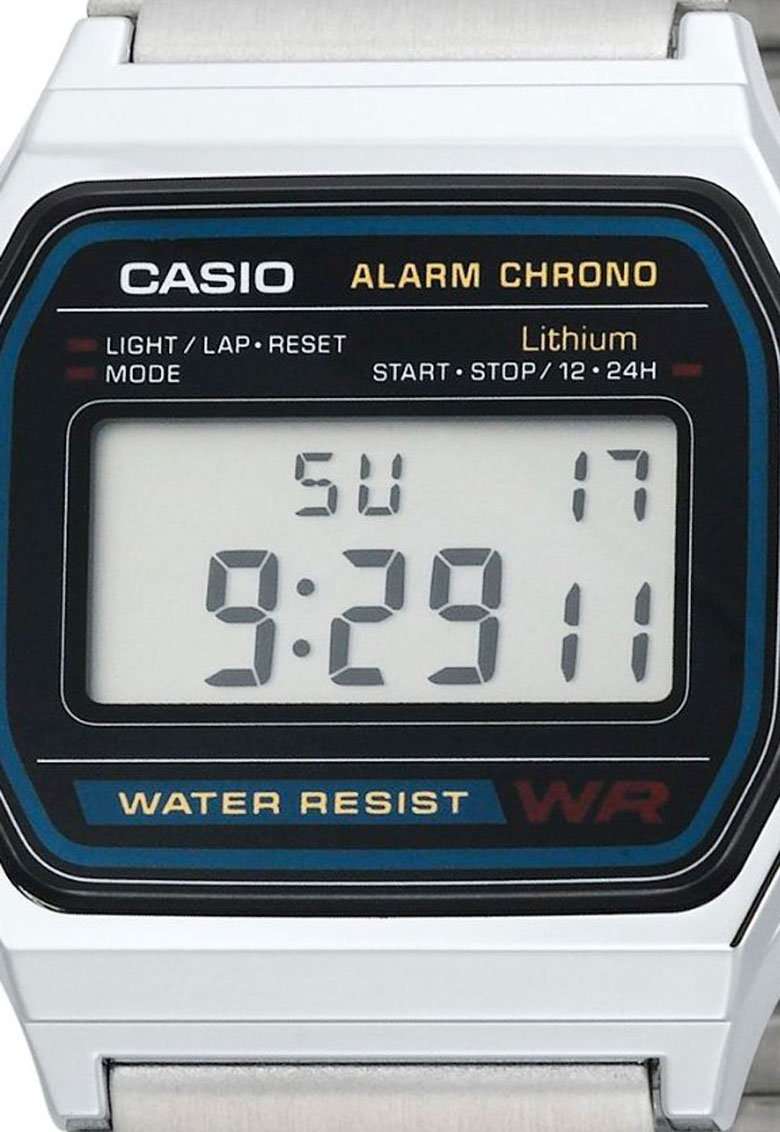 CASIO ALARM CHRONO
Lithium
LIGHT / LAP • RESET
MODE START • STOP / 12 • 24H
SU 17
9:29 11
WATER RESIST WR